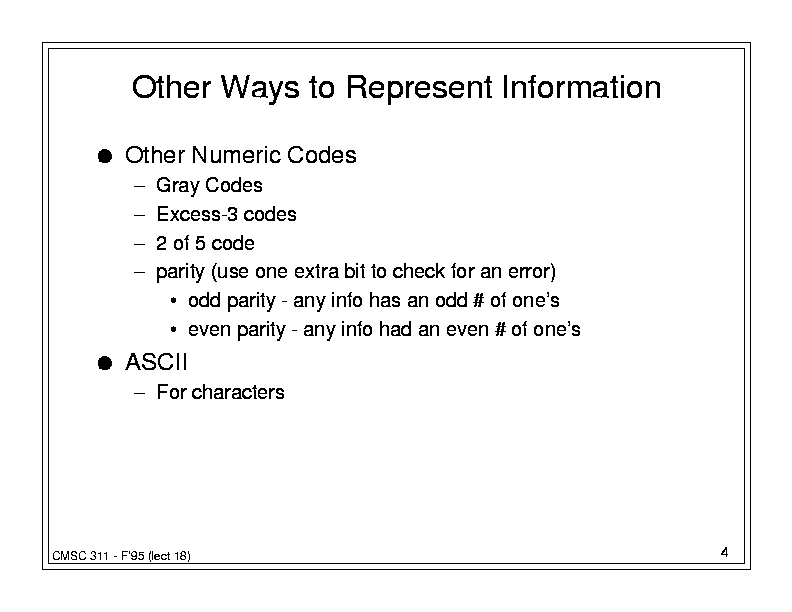 Other Ways to Represent Information
● Other Numeric Codes
– Gray Codes
– Excess-3 codes
– 2 of 5 code
– parity (use one extra bit to check for an error)
• odd parity - any info has an odd # of one's
• even parity - any info had an even # of one's
● ASCII
– For characters
CMSC 311 - F'95 (lect 18)
4